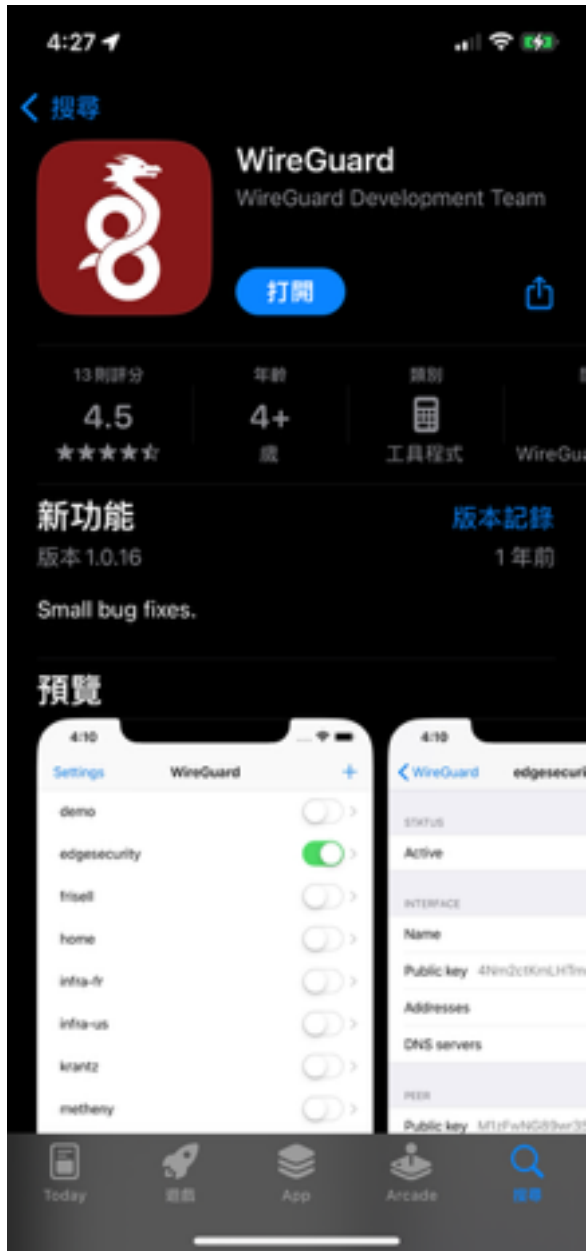 4:27
搜尋
WireGuard
WireGuard Development Team
打開
13 則評分
年齡
類別
4.5
4+
歲
工具程式
新功能
版本記錄
版本 1.0.16
1 年前
Small bug fixes.
預覽
4:10
Settings
WireGuard
demo
edgesecurity
frisell
home
infra-fr
infra-us
krantz
metheny
4:10
WireGuard
STATUS
Active
INTERFACE
Name
Public key
Addresses
DNS servers
PEER
Public key
Today
遊戲
App
Arcade
搜尋